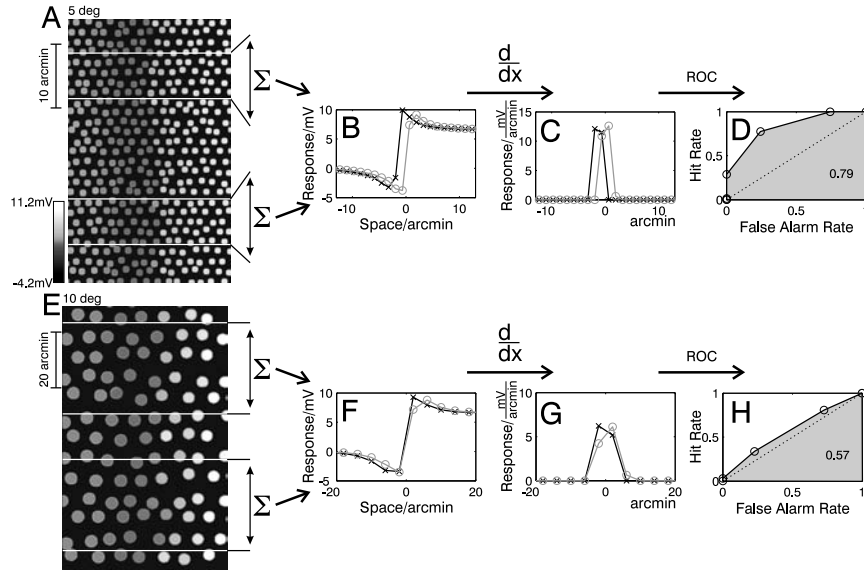 A 5 deg
10 arcmin
11.2mV
-4.2mV
Σ
Σ
d
dx
ROC
B
Response/mV
10
5
0
-5
-10 0 10
Space/arcmin
C
Response/ mV
arcmin
15
10
5
0
-10 0 10
arcmin
D
Hit Rate
1
0.5
0
0 0.5 1
0.79
False Alarm Rate
E 10 deg
20 arcmin
Σ
Σ
d
dx
ROC
F
Response/mV
10
5
0
-5
-20 0 20
Space/arcmin
G
Response/ mV
arcmin
15
10
5
0
-20 0 20
arcmin
H
Hit Rate
1
0.5
0
0 0.5 1
0.57
False Alarm Rate